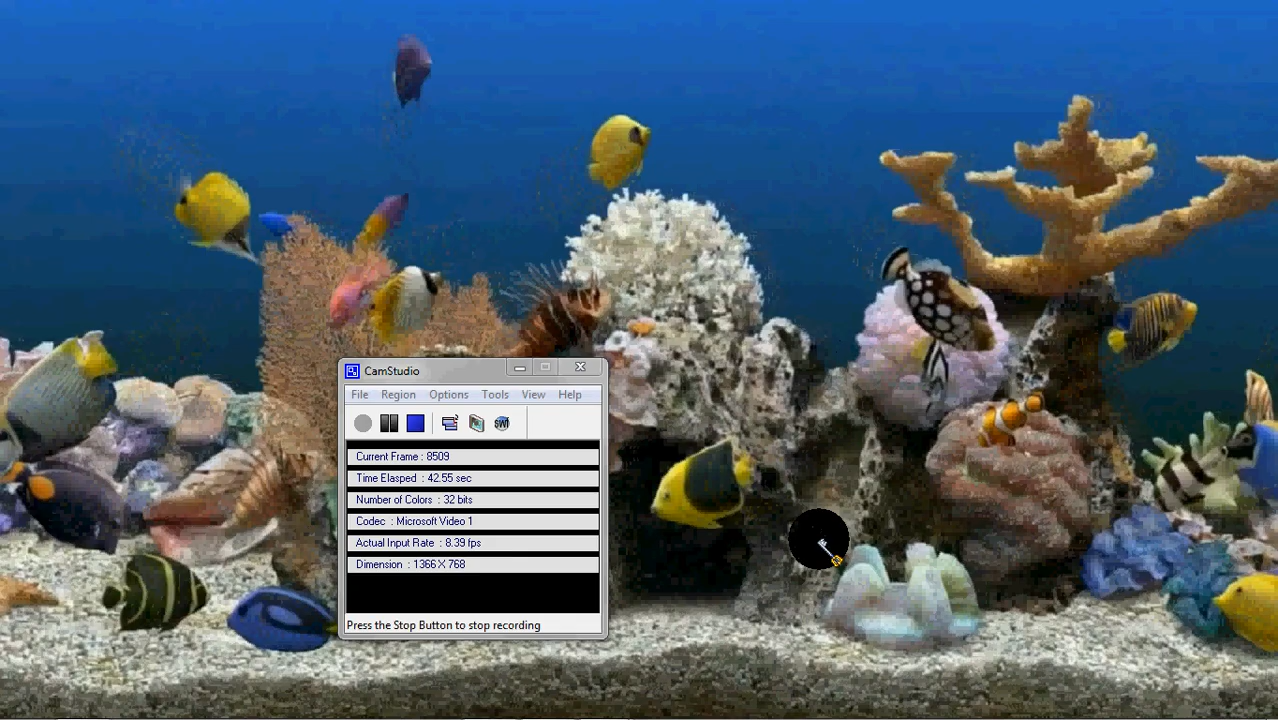 CamStudio
File Region Options Tools View Help
SWF
Current Frame : 8509
Time Elasped : 42.55 sec
Number of Colors : 32 bits
Codec : Microsoft Video 1
Actual Input Rate : 8.39 fps
Dimension : 1366 X 768
Press the Stop Button to stop recording